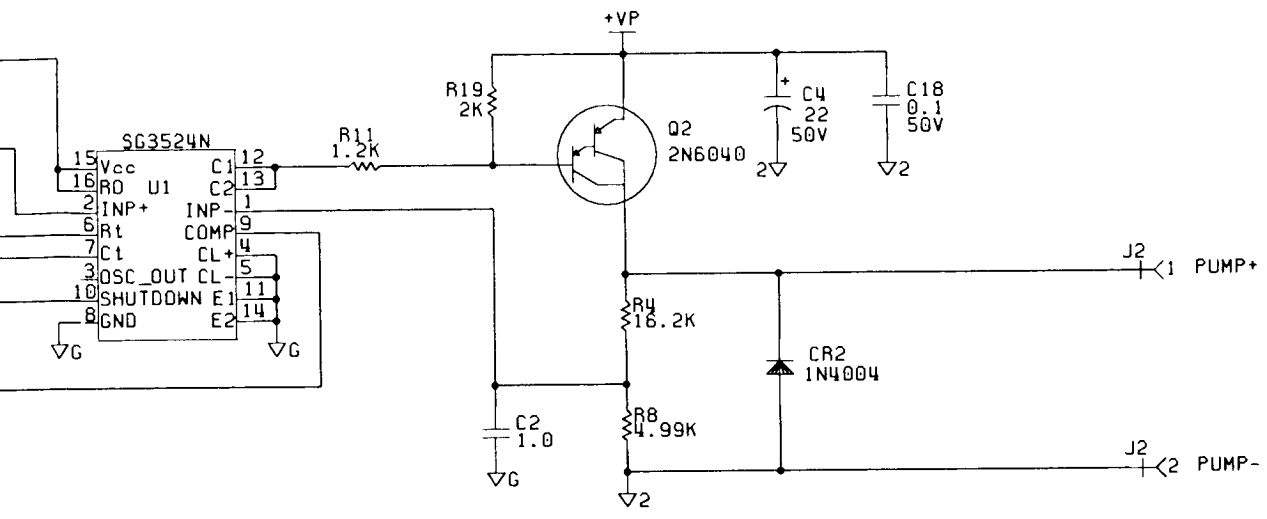 +VP
R19
2K
C4
22
50V
C18
0.1
50V
Q2
2N6040
SG3524N
R11
1.2K
15 Vcc C1 12
16 RD U1 C2 13
2 INP+ INP- 1
6 Rt COMP 9
7 Ct CL+ 4
3 OSC_OUT CL- 5
10 SHUTDOWN E1 11
8 GND E2 14
G
G
2
2
J2
1 PUMP+
R4
16.2K
CR2
1N4004
C2
1.0
R8
4.99K
G
2
J2
2 PUMP-